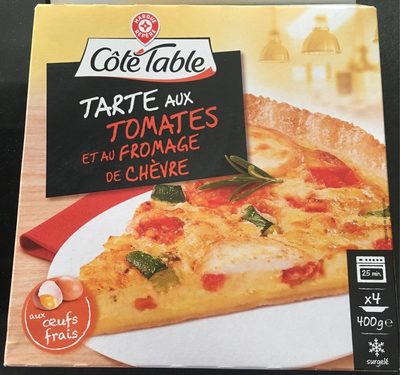 MARQUE
REPÈRE
Côté Table
TARTE AUX
TOMATES
ET AU FROMAGE
DE CHÈVRE
25 min.
x4
400g e
surgelé
aux
œufs
frais